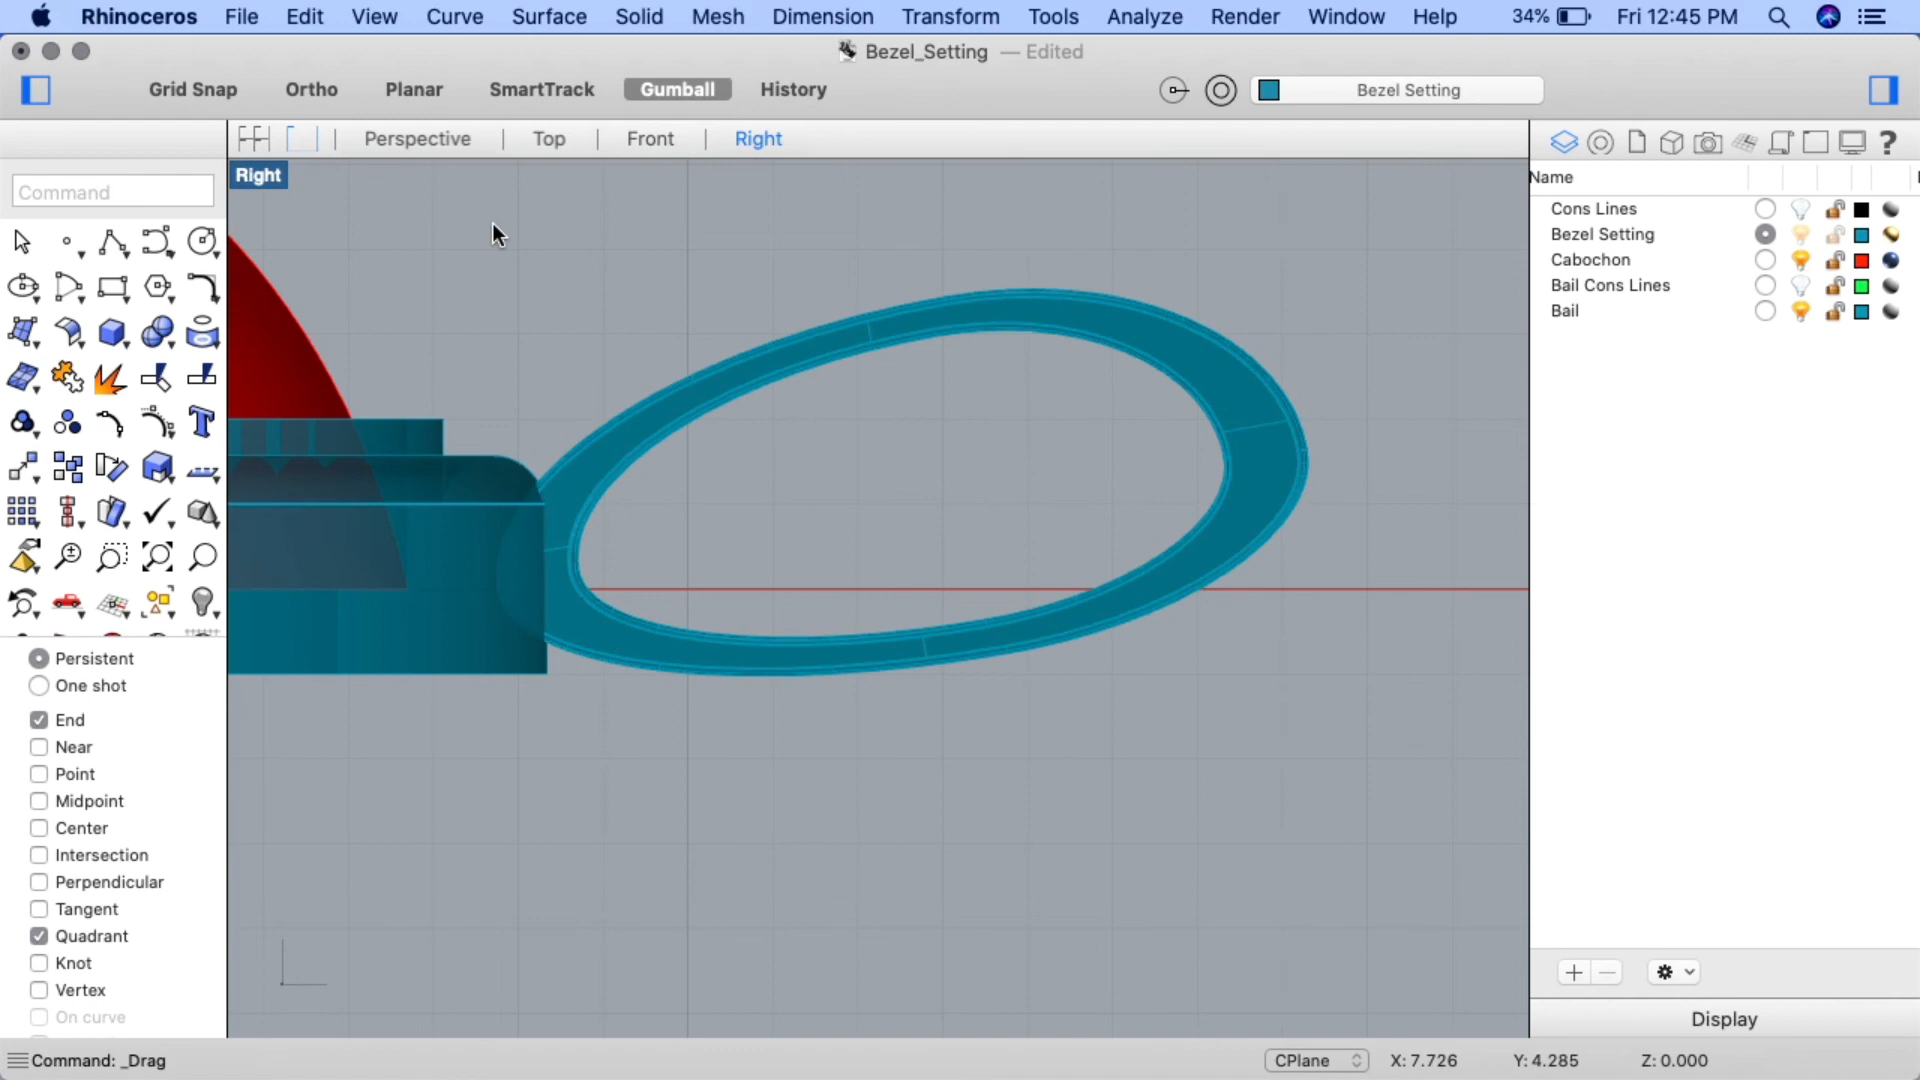 Rhinoceros File Edit View Curve Surface Solid Mesh Dimension Transform Tools Analyze Render Window Help 34% Fri 12:45 PM
Bezel_Setting — Edited
Grid Snap Ortho Planar SmartTrack Gumball History Bezel Setting
Perspective Top Front Right
Right
Command
Name
Cons Lines
Bezel Setting
Cabochon
Bail Cons Lines
Bail
Persistent
One shot
End
Near
Point
Midpoint
Center
Intersection
Perpendicular
Tangent
Quadrant
Knot
Vertex
On curve
Display
Command: _Drag CPlane X: 7.726 Y: 4.285 Z: 0.000